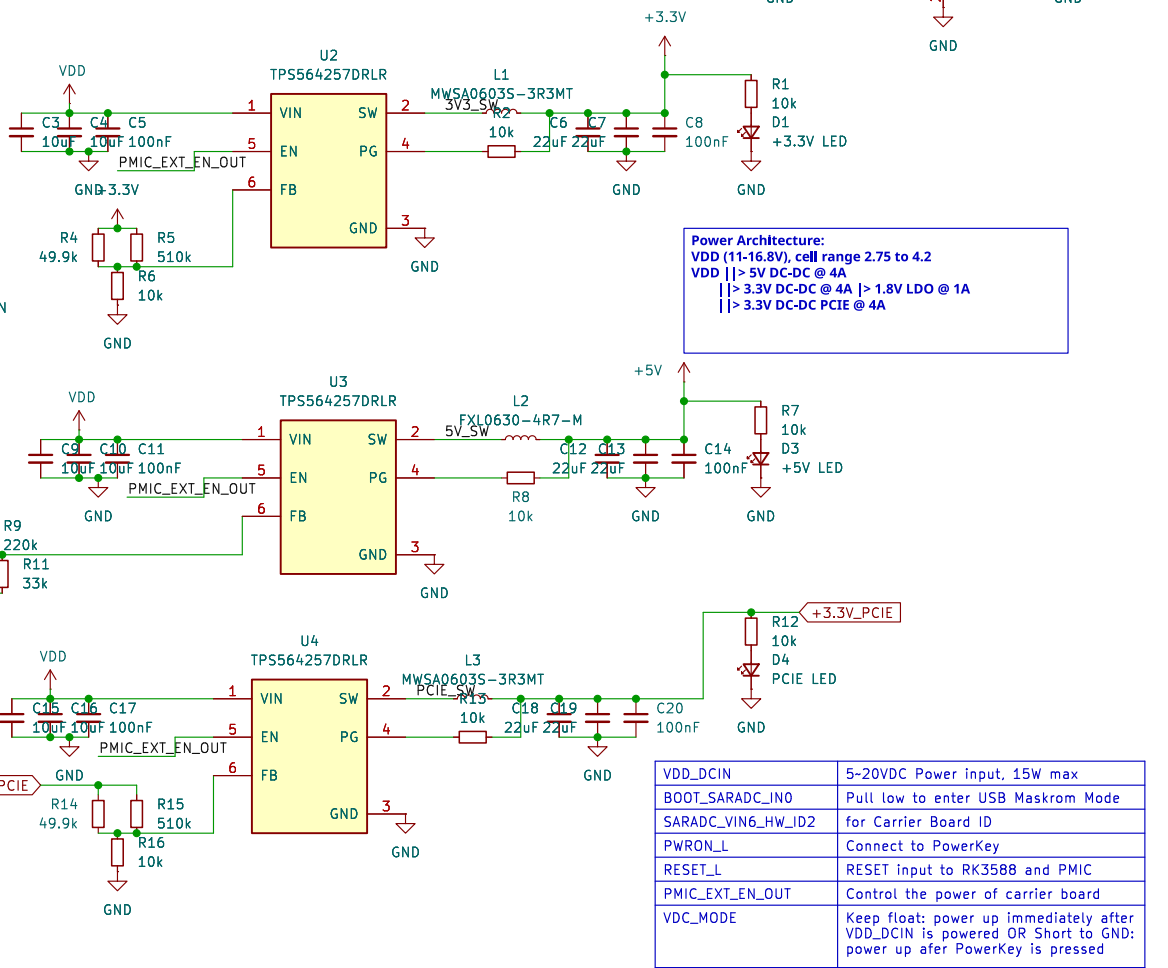 GND
GND
GND
+3.3V
U2
TPS564257DRLR
VDD
L1
MWSA0603S-3R3MT
3V3_SW
R2
10k
R1
10k
D1
+3.3V LED
1
VIN
SW
2
C3
10uF
C4
10uF
C5
100nF
C6
22uF
C7
22uF
C8
100nF
5
EN
PG
4
PMIC_EXT_EN_OUT
GND
+3.3V
6
FB
GND
3
GND
GND
GND
R4
49.9k
R5
510k
R6
10k
GND
N
Power Architecture:
VDD (11-16.8V), cell range 2.75 to 4.2
VDD ||> 5V DC-DC @ 4A
||> 3.3V DC-DC @ 4A |> 1.8V LDO @ 1A
||> 3.3V DC-DC PCIE @ 4A
+5V
U3
TPS564257DRLR
VDD
L2
FXL0630-4R7-M
5V_SW
R7
10k
D3
+5V LED
1
VIN
SW
2
C9
10uF
C10
10uF
C11
100nF
C12
22uF
C13
22uF
C14
100nF
5
EN
PG
4
PMIC_EXT_EN_OUT
R8
10k
GND
6
FB
GND
3
GND
GND
GND
R9
220k
R11
33k
+3.3V_PCIE
U4
TPS564257DRLR
VDD
L3
MWSA0603S-3R3MT
PCIE_SW
R13
10k
R12
10k
D4
PCIE LED
GND
1
VIN
SW
2
C15
10uF
C16
10uF
C17
100nF
C18
22uF
C19
22uF
C20
100nF
5
EN
PG
4
PMIC_EXT_EN_OUT
GND
6
FB
GND
3
GND
GND
PCIE
R14
49.9k
R15
510k
R16
10k
GND
VDD_DCIN 5~20VDC Power input, 15W max
BOOT_SARADC_IN0 Pull low to enter USB Maskrom Mode
SARADC_VIN6_HW_ID2 for Carrier Board ID
PWRON_L Connect to PowerKey
RESET_L RESET input to RK3588 and PMIC
PMIC_EXT_EN_OUT Control the power of carrier board
VDC_MODE Keep float: power up immediately after
VDD_DCIN is powered OR Short to GND:
power up afer PowerKey is pressed